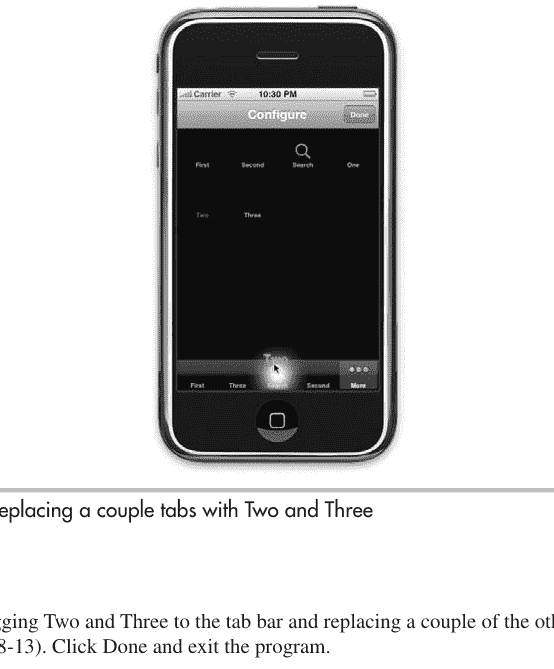 Carrier 10:30 PM
Configure Done
First Second Search One
Two Three
Two
First Three Second More
eplacing a couple tabs with Two and Three
gging Two and Three to the tab bar and replacing a couple of the oth
8-13). Click Done and exit the program.